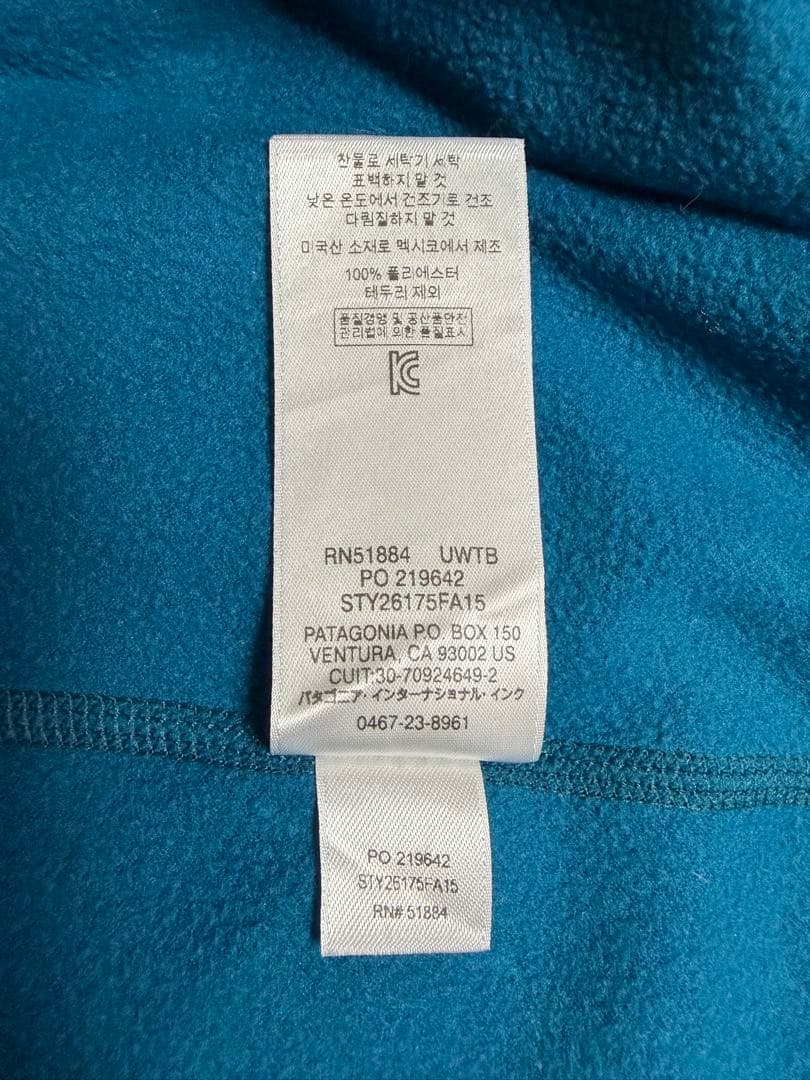 찬물로 세탁기 세탁
표백하지 말 것
낮은 온도에서 건조기로 건조
다림질하지 말 것
미국산 소재로 멕시코에서 제조
100% 폴리에스터
테두리 제외
품질경영 및 공산품안전
관리법에 의한 품질표시
KC
RN51884 UWTB
PO 219642
STY26175FA15
PATAGONIA P.O. BOX 150
VENTURA, CA 93002 US
CUIT:30-70924649-2
パタゴニア・インターナショナル・インク
0467-23-8961
PO 219642
STY26175FA15
RN# 51884